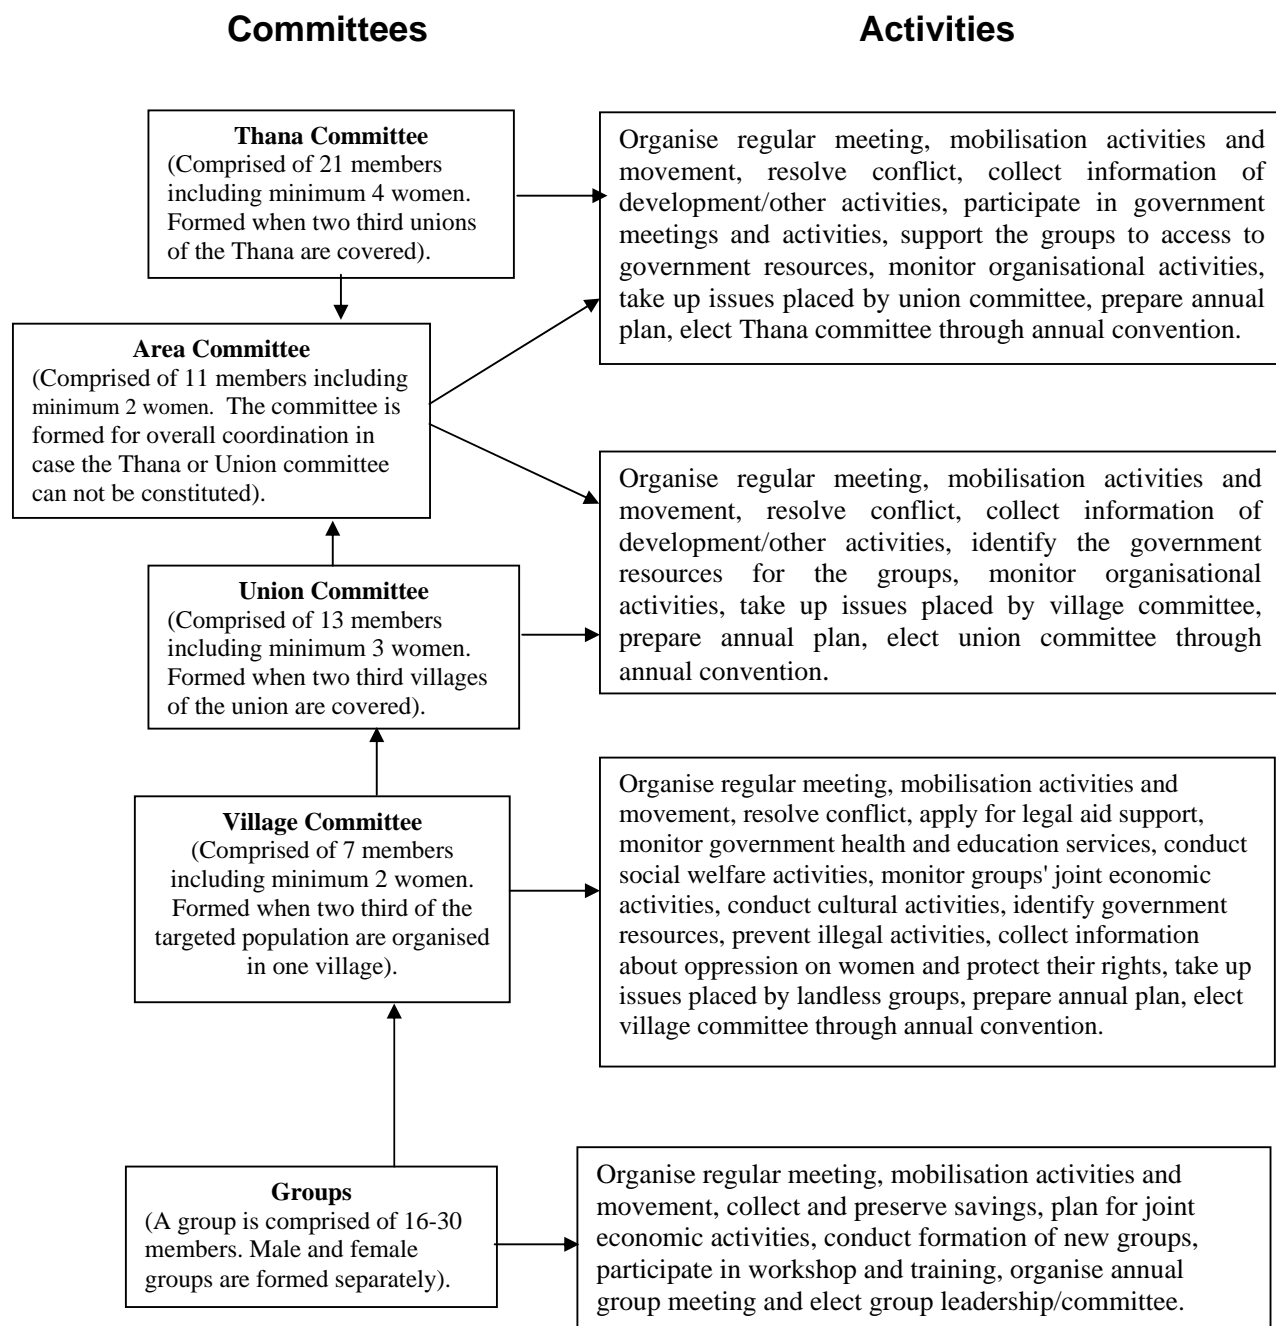 Committees
Activities
Thana Committee
(Comprised of 21 members
including minimum 4 women.
Formed when two third unions
of the Thana are covered).
Organise regular meeting, mobilisation activities and
movement, resolve conflict, collect information of
development/other activities, participate in government
meetings and activities, support the groups to access to
government resources, monitor organisational activities,
take up issues placed by union committee, prepare annual
plan, elect Thana committee through annual convention.
Area Committee
(Comprised of 11 members including
minimum 2 women. The committee is
formed for overall coordination in
case the Thana or Union committee
can not be constituted).
Organise regular meeting, mobilisation activities and
movement, resolve conflict, collect information of
development/other activities, identify the government
resources for the groups, monitor organisational
activities, take up issues placed by village committee,
prepare annual plan, elect union committee through
annual convention.
Union Committee
(Comprised of 13 members
including minimum 3 women.
Formed when two third villages
of the union are covered).
Village Committee
(Comprised of 7 members
including minimum 2 women.
Formed when two third of the
targeted population are organised
in one village).
Organise regular meeting, mobilisation activities and
movement, resolve conflict, apply for legal aid support,
monitor government health and education services, conduct
social welfare activities, monitor groups' joint economic
activities, conduct cultural activities, identify government
resources, prevent illegal activities, collect information
about oppression on women and protect their rights, take up
issues placed by landless groups, prepare annual plan, elect
village committee through annual convention.
Groups
(A group is comprised of 16-30
members. Male and female
groups are formed separately).
Organise regular meeting, mobilisation activities and
movement, collect and preserve savings, plan for joint
economic activities, conduct formation of new groups,
participate in workshop and training, organise annual
group meeting and elect group leadership/committee.